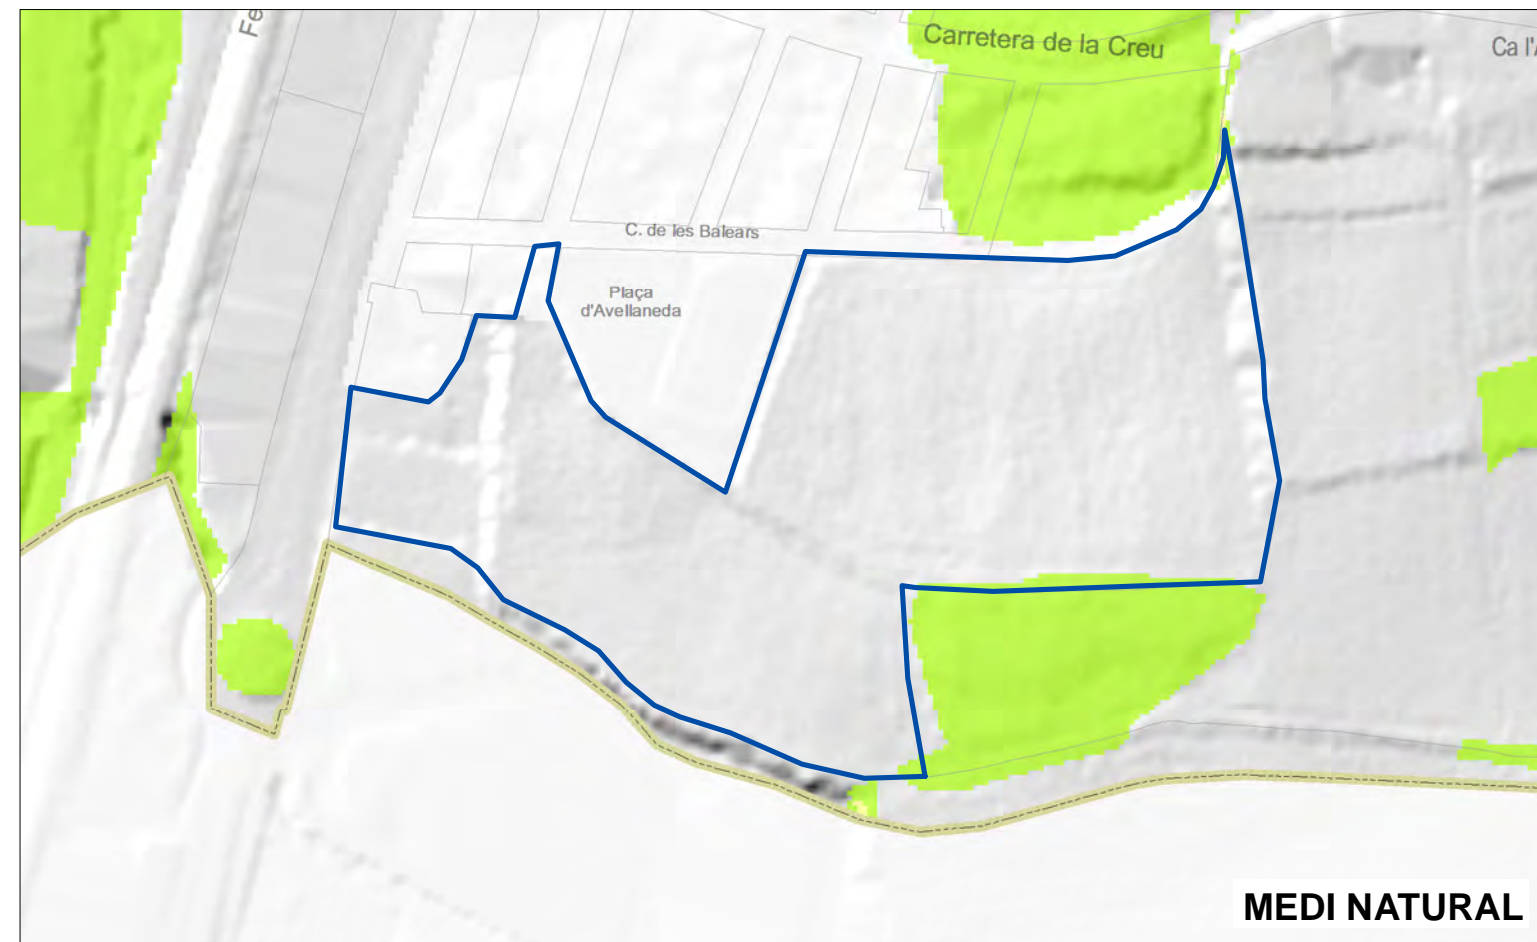 Carretera de la Creu
C. de les Balears
Plaça
d'Avellaneda
MEDI NATURAL